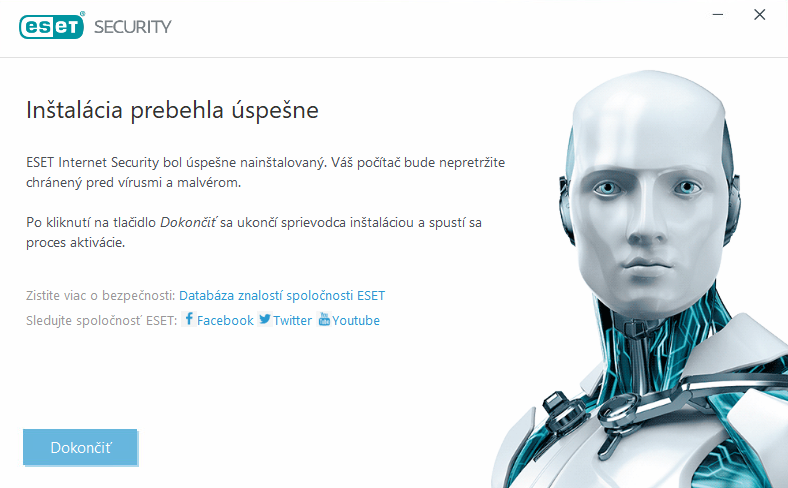 eseT® SECURITY
Inštalácia prebehla úspešne
ESET Internet Security bol úspešne nainštalovaný. Váš počítač bude nepretržite
chránený pred vírusmi a malvérom.
Po kliknutí na tlačidlo Dokončiť sa ukončí sprievodca inštaláciou a spustí sa
proces aktivácie.
Zistite viac o bezpečnosti: Databáza znalostí spoločnosti ESET
Sledujte spoločnosť ESET: Facebook Twitter Youtube
Dokončiť